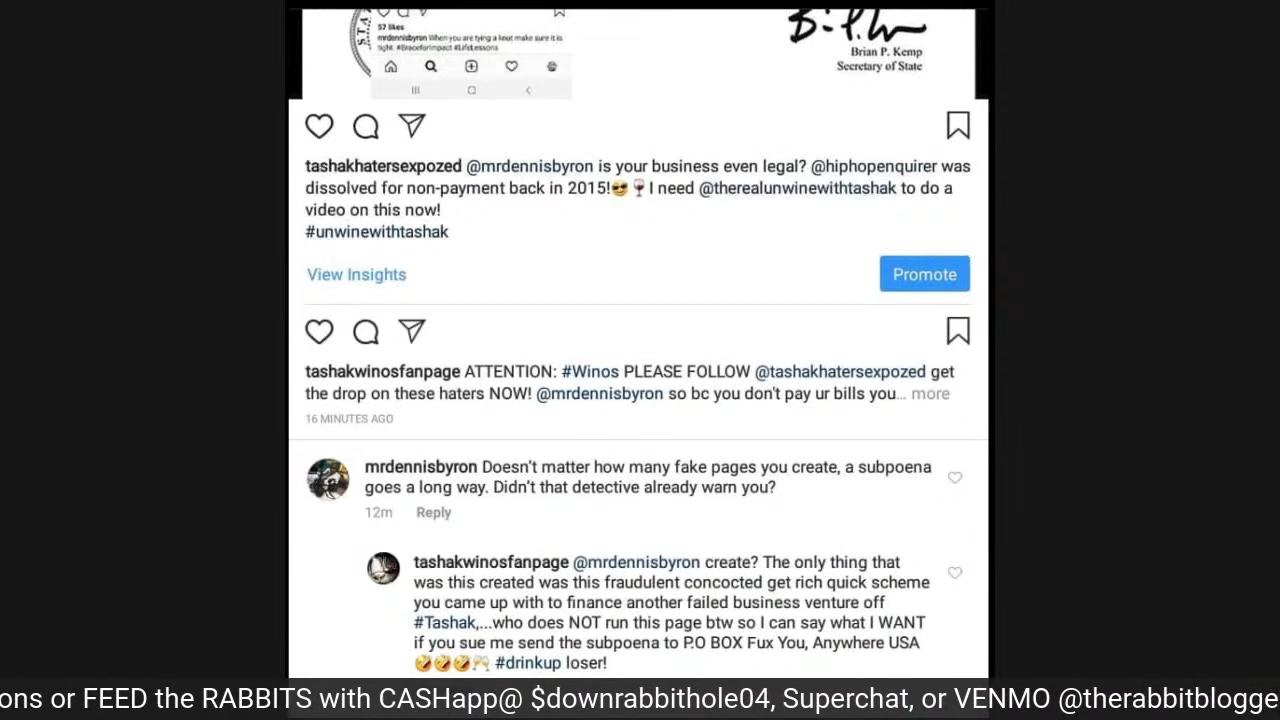 S.T.A
57 likes
mrdennisbyron When you are tying a knot make sure it is
tight. #BraceforImpact #LifeLessons
Brian P. Kemp
Secretary of State
tashakhatersexpozed @mrdennisbyron is your business even legal? @hiphopenquirer was
dissolved for non-payment back in 2015!😎🍷I need @therealunwinewithtashak to do a
video on this now!
#unwinewithtashak
View Insights
Promote
tashakwinosfanpage ATTENTION: #Winos PLEASE FOLLOW @tashakhatersexpozed get
the drop on these haters NOW! @mrdennisbyron so bc you don't pay ur bills you... more
16 MINUTES AGO
mrdennisbyron Doesn't matter how many fake pages you create, a subpoena
goes a long way. Didn't that detective already warn you?
12m Reply
tashakwinosfanpage @mrdennisbyron create? The only thing that
was this created was this fraudulent concocted get rich quick scheme
you came up with to finance another failed business venture off
#Tashak,...who does NOT run this page btw so I can say what I WANT
if you sue me send the subpoena to P.O BOX Fux You, Anywhere USA
🤣🤣🤣🥂 #drinkup loser!
ons or FEED the RABBITS with CASHapp@ $downrabbithole04, Superchat, or VENMO @therabbitblogge